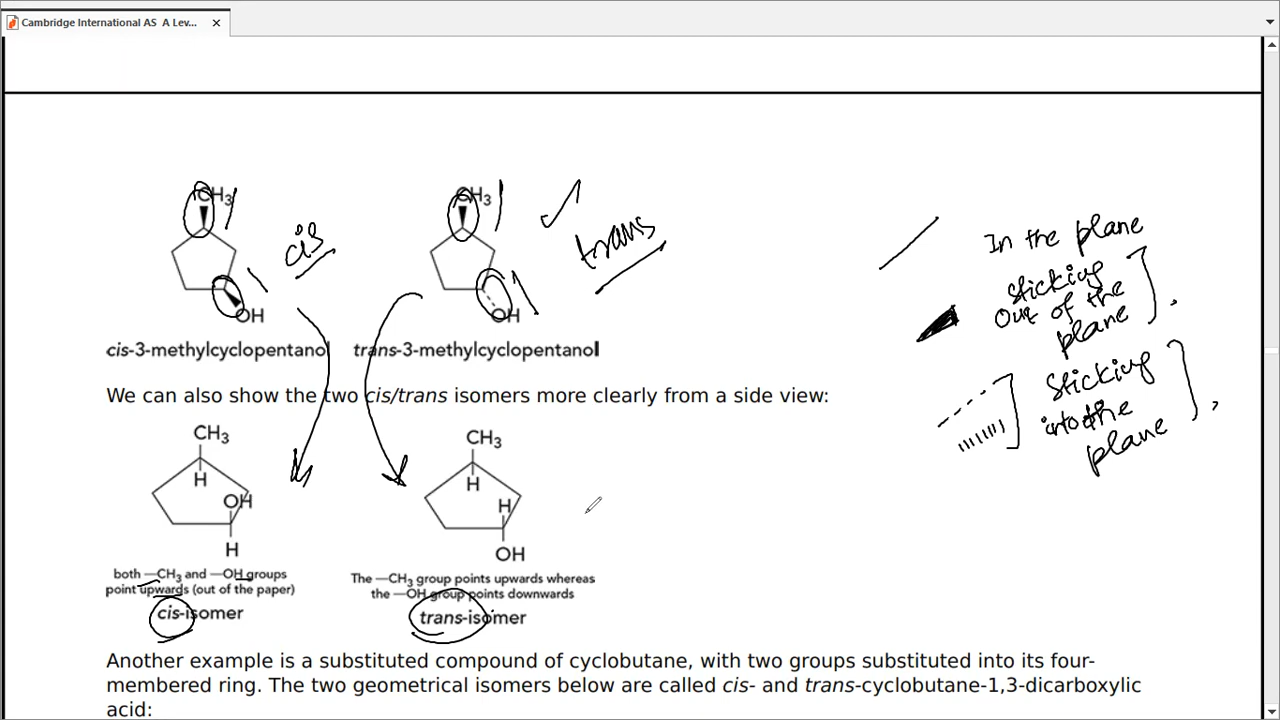 Cambridge International AS A Lev...
CH3
CH3
cis
trans
OH
OH
In the plane
sticking
out of the
plane
sticking
into the
plane
cis-3-methylcyclopentanol
trans-3-methylcyclopentanol
We can also show the two cis/trans isomers more clearly from a side view:
CH3
H
OH
H
CH3
H
H
OH
both —CH3 and —OH groups
point upwards (out of the paper)
cis-isomer
The —CH3 group points upwards whereas
the —OH group points downwards
trans-isomer
Another example is a substituted compound of cyclobutane, with two groups substituted into its four-
membered ring. The two geometrical isomers below are called cis- and trans-cyclobutane-1,3-dicarboxylic
acid: